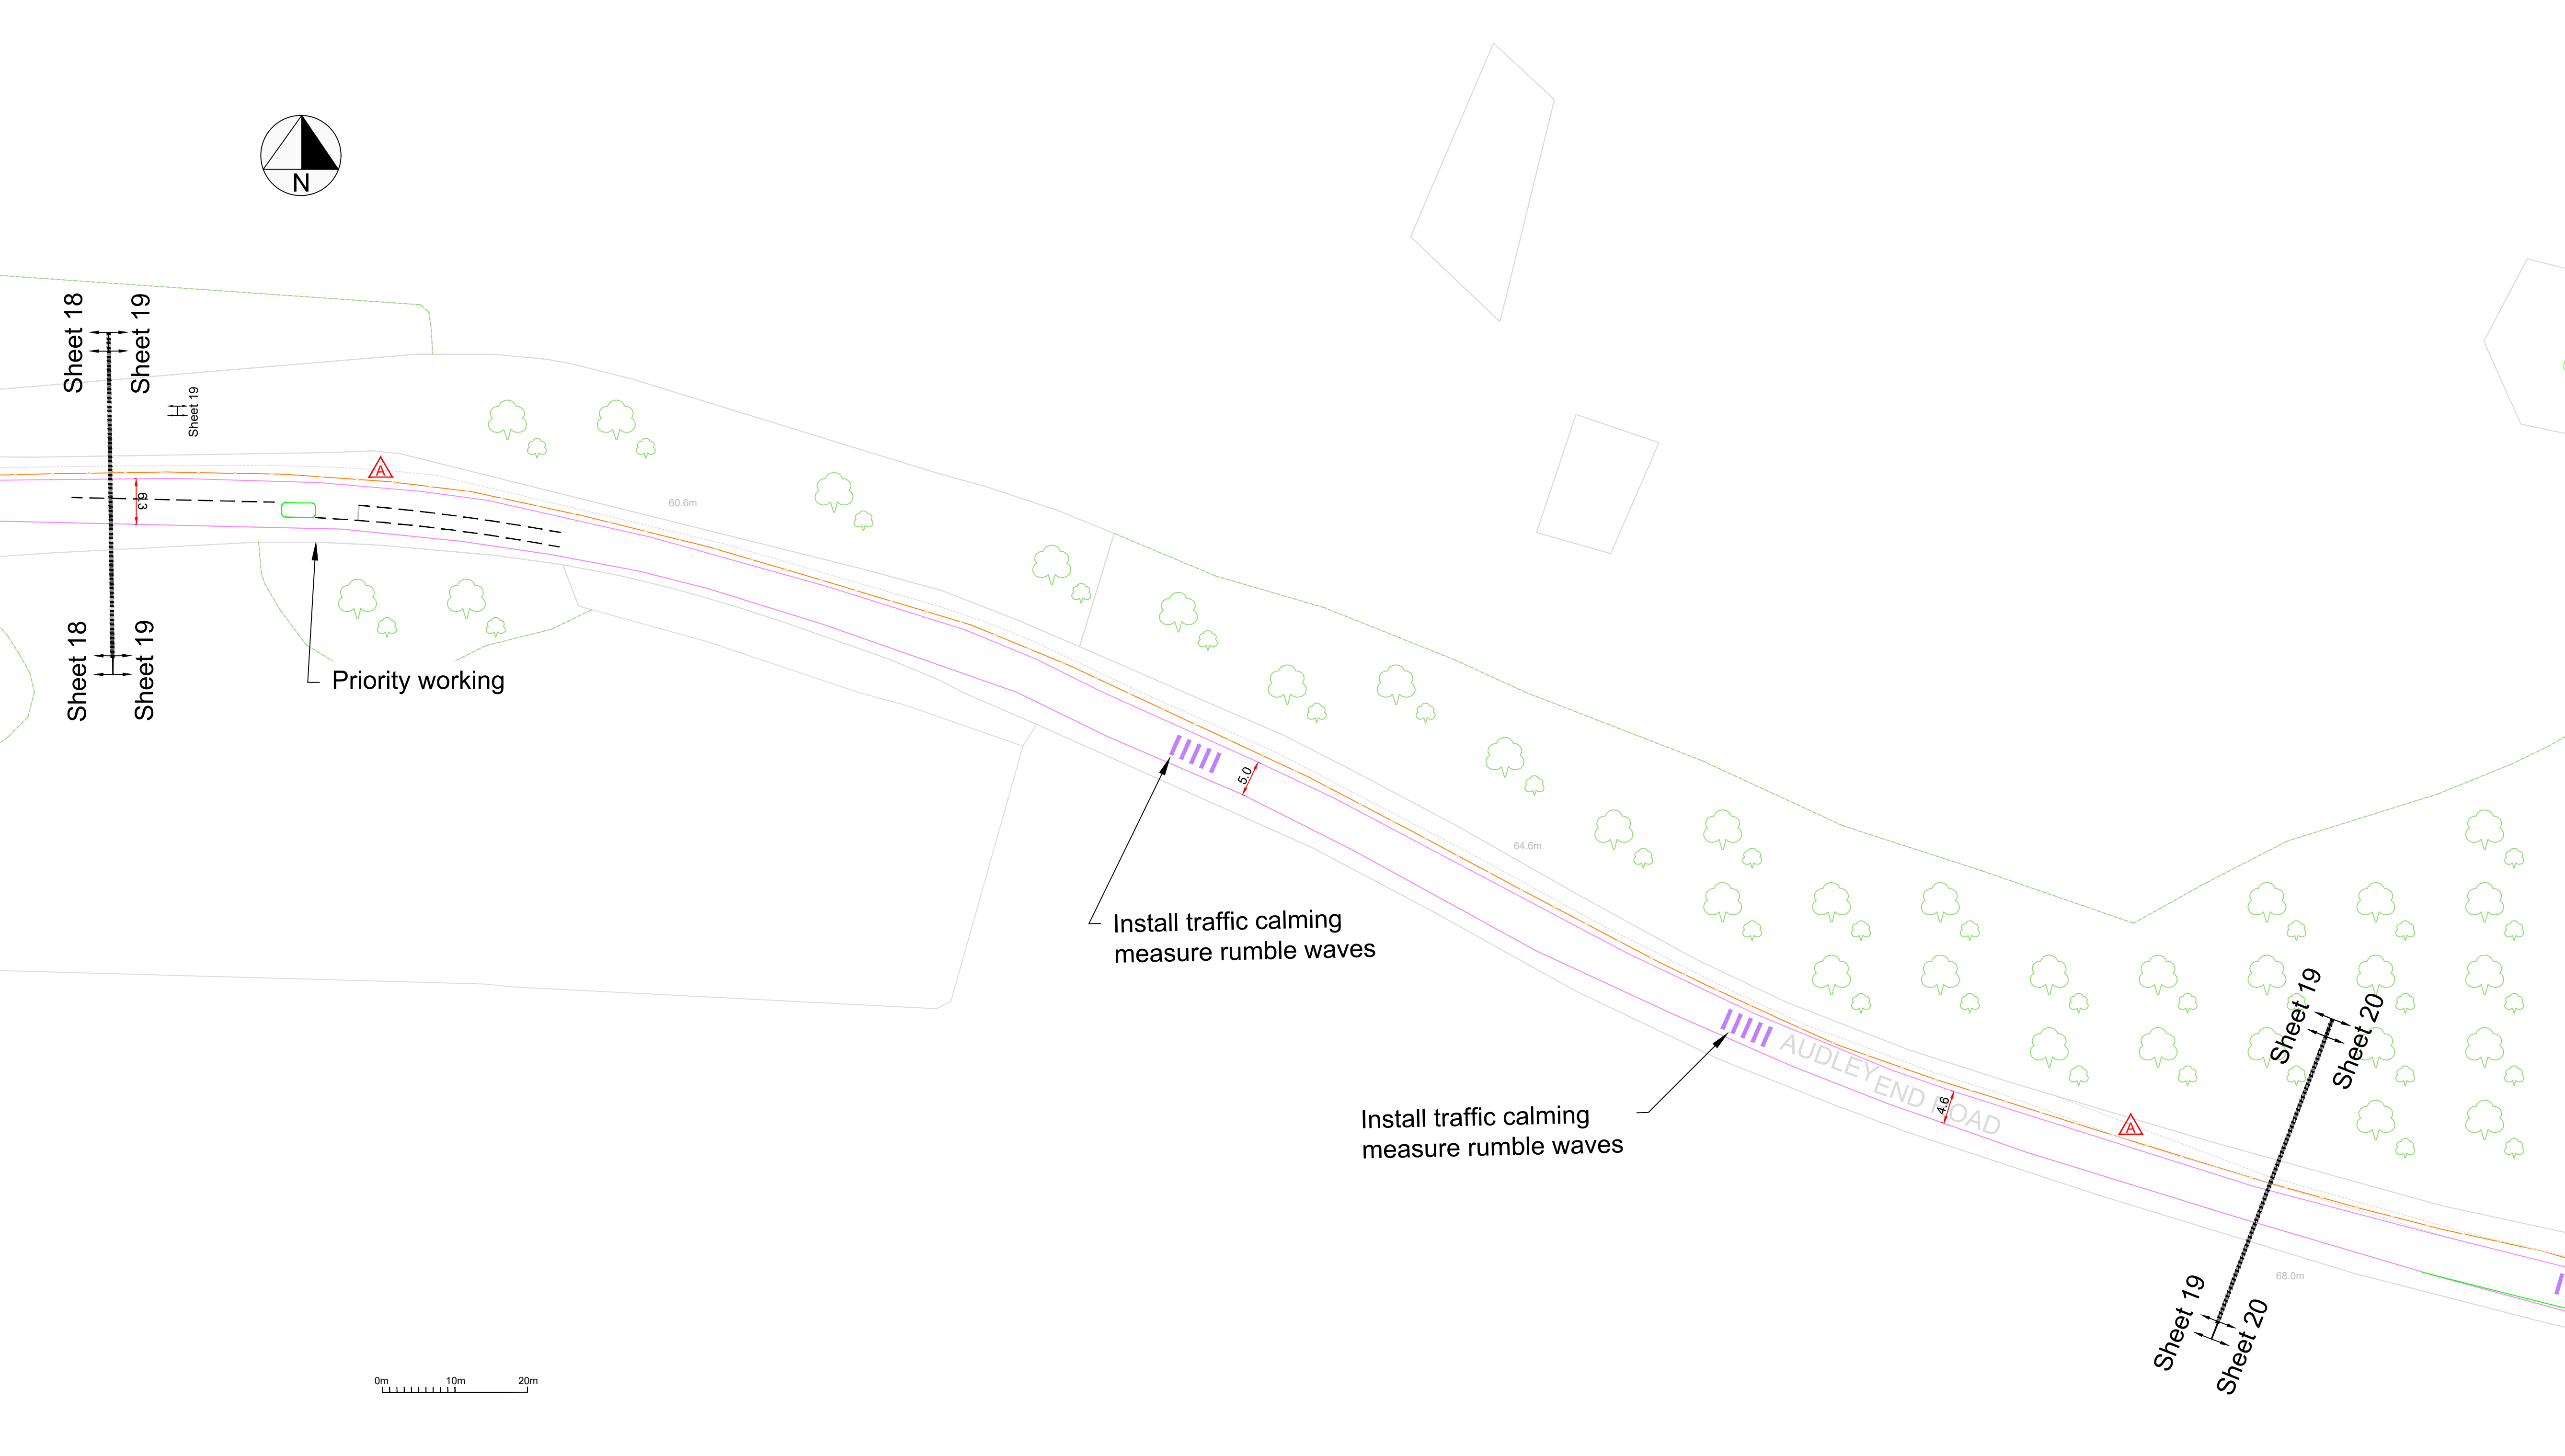 N
Sheet 18
Sheet 19
Sheet 19
A
6.3
60.6m
Sheet 18
Sheet 19
Priority working
5.0
Install traffic calming
measure rumble waves
64.6m
Install traffic calming
measure rumble waves
AUDLEY END ROAD
4.6
A
Sheet 19
Sheet 20
68.0m
Sheet 19
Sheet 20
0m 10m 20m